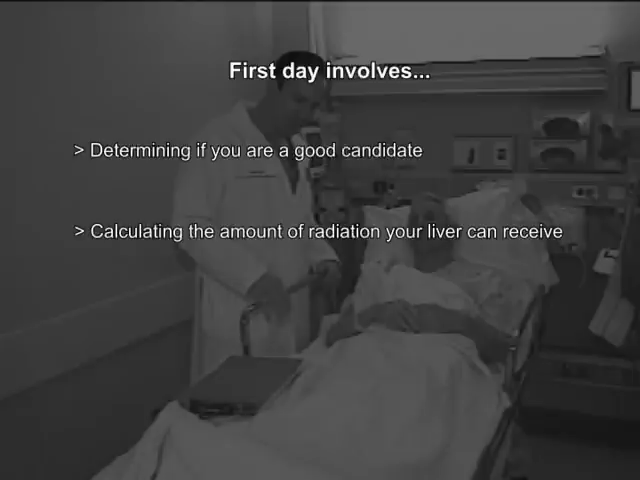 First day involves...
> Determining if you are a good candidate
> Calculating the amount of radiation your liver can receive